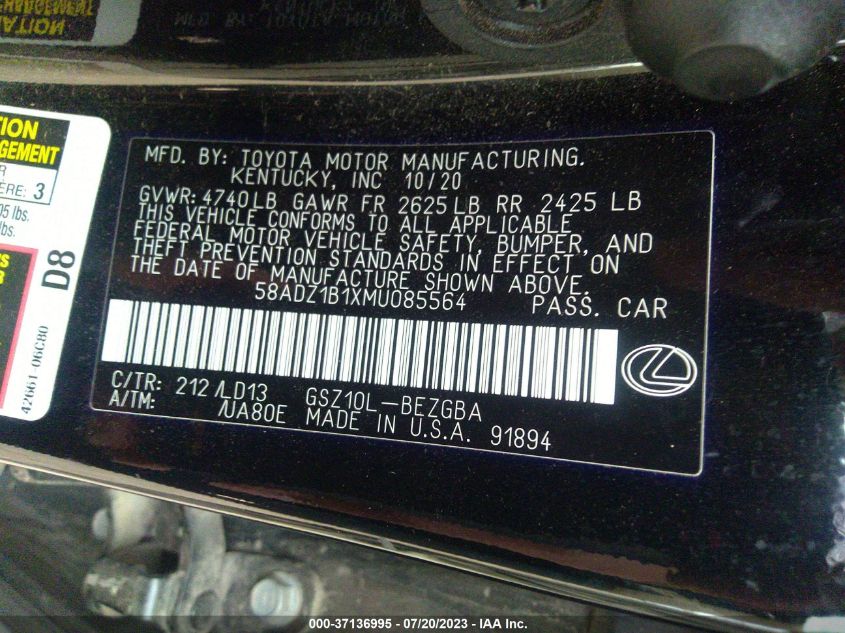 MFD. BY: TOYOTA MOTOR MANUFACTURING.
KENTUCKY, INC 10/20
GVWR: 4740LB GAWR FR 2625LB RR 2425 LB
THIS VEHICLE CONFORMS TO ALL APPLICABLE
FEDERAL MOTOR VEHICLE SAFETY, BUMPER, AND
THEFT PREVENTION STANDARDS IN EFFECT ON
THE DATE OF MANUFACTURE SHOWN ABOVE.
58ADZ1B1XMU085564 PASS. CAR
C/TR: 212/LD13 GSZ10L-BEZGBA
A/TM: /UA80E MADE IN U.S.A. 91894
ERE: 3
lbs.
lbs.
D8
42661-06C80
000-37136995 - 07/20/2023 - IAA Inc.